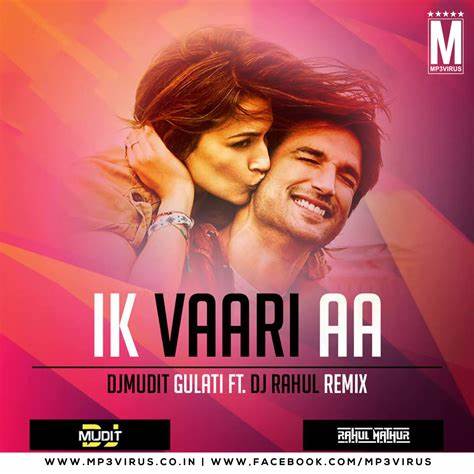 M
MP3VIRUS
IK VAARI AA
DJMUDIT GULATI FT. DJ RAHUL REMIX
DJ MUDIT
RAHUL MATHUR
WWW.MP3VIRUS.CO.IN | WWW.FACEBOOK.COM/MP3VIRUS